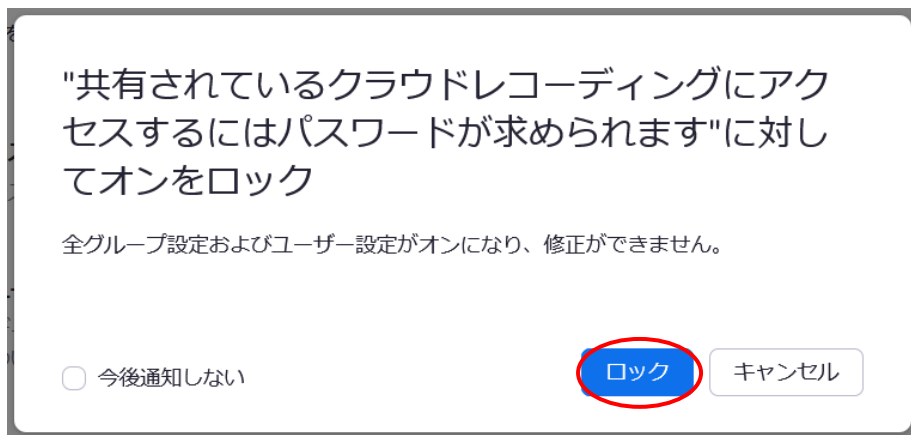 "共有されているクラウドレコーディングにアク
セスするにはパスワードが求められます"に対し
てオンをロック
全グループ設定およびユーザー設定がオンになり、修正ができません。
今後通知しない
ロック
キャンセル